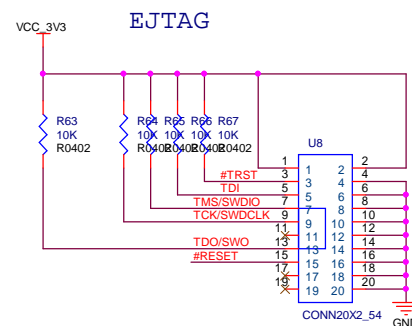 EJTAG
VCC_3V3
R63
10K
R0402
R64
10K
R0402
R65
10K
R0402
R66
10K
R0402
R67
10K
R0402
U8
#TRST
TDI
TMS/SWDIO
TCK/SWDCLK
TDO/SWO
#RESET
1 1 2 2
3 3 4 4
5 5 6 6
7 7 8 8
9 9 10 10
11 11 12 12
13 13 14 14
15 15 16 16
17 17 18 18
19 19 20 20
CONN20X2_54
GND